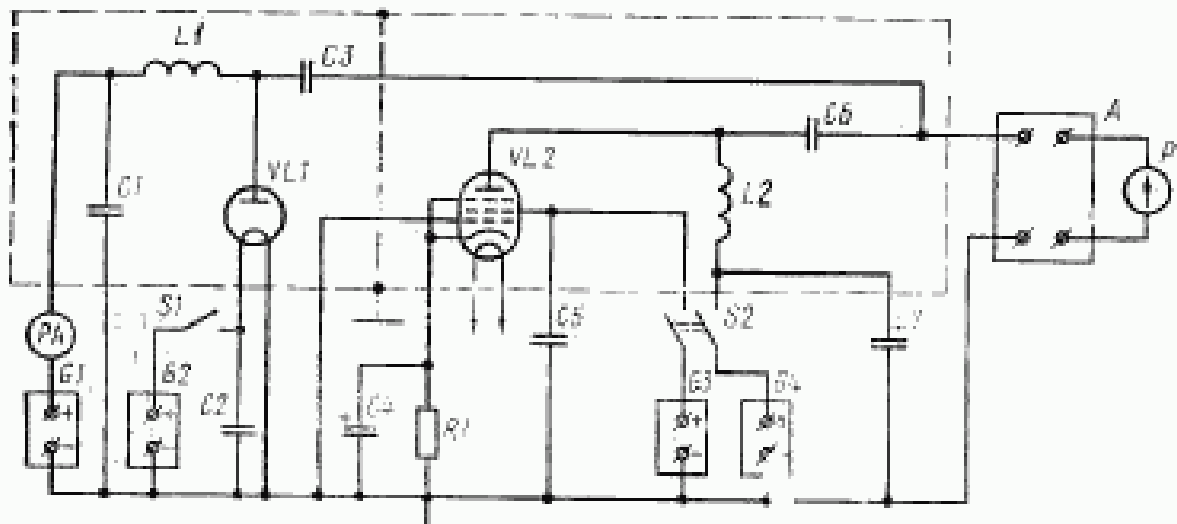 L1
C3
C6
A
P
VL1
VL2
C1
L2
S1
S2
C5
PA
G1
G2
C2
C4
R1
G3
G4
+
+
+
+
-
-
-
-